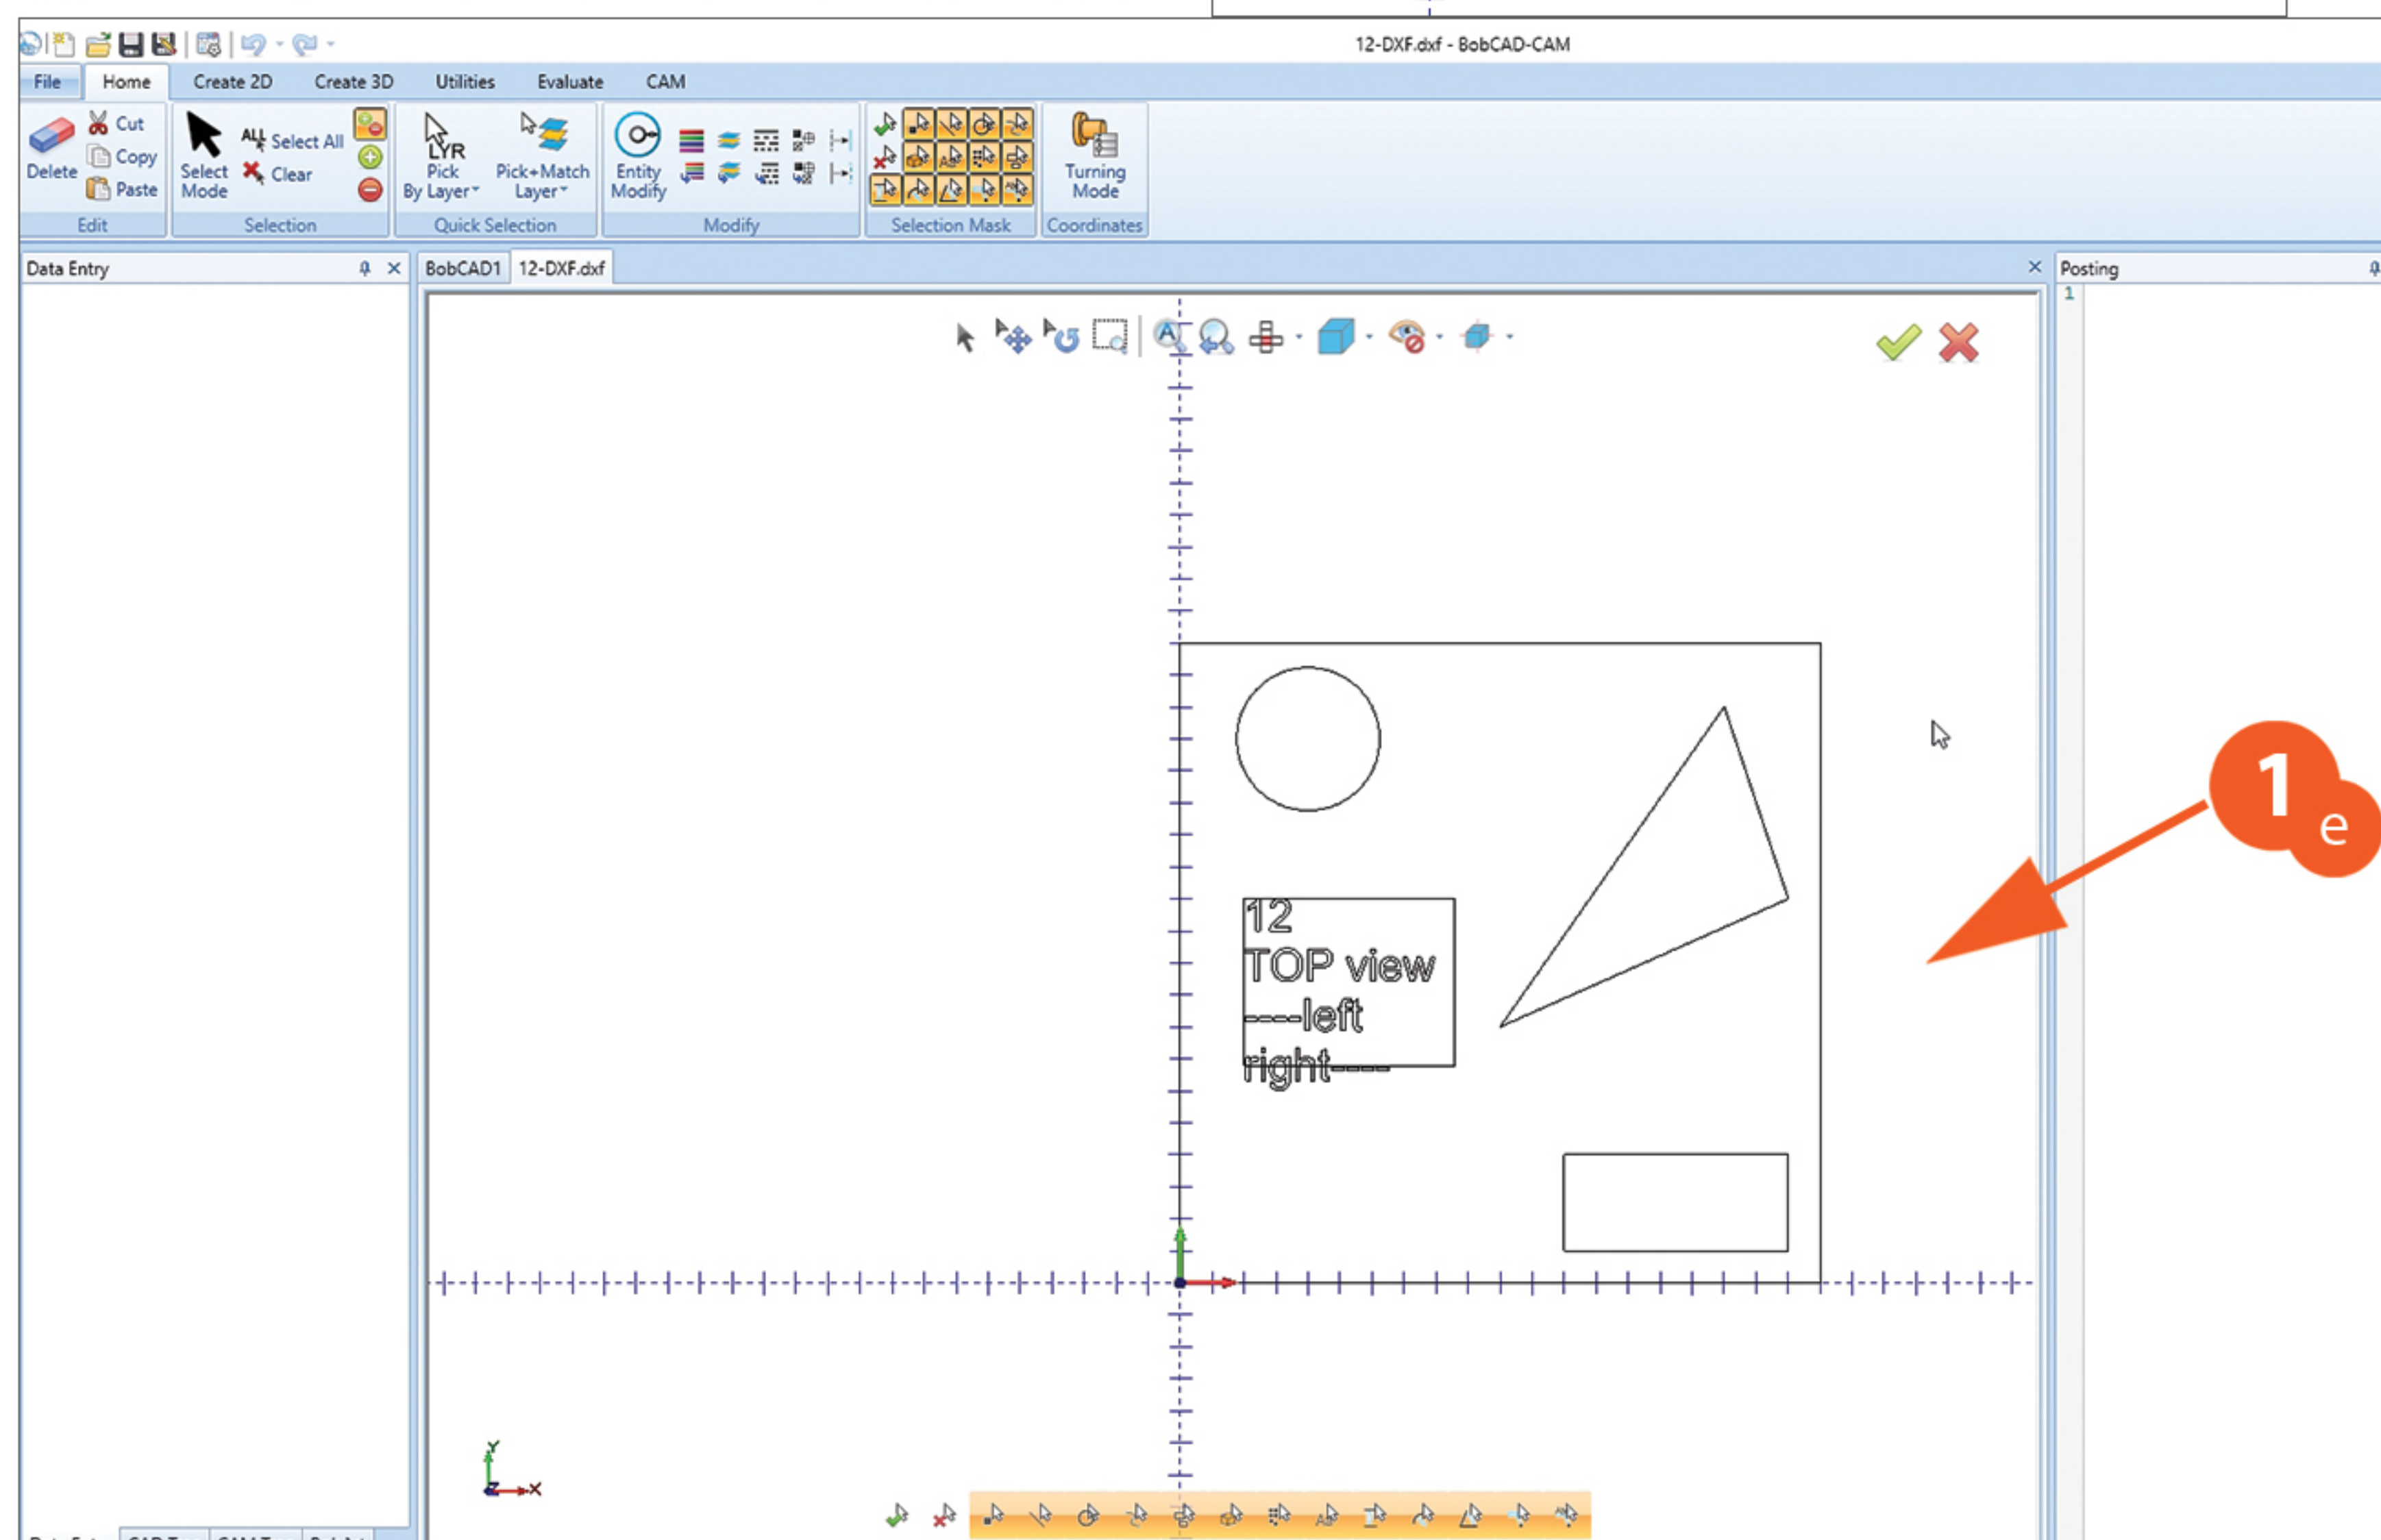 12-DXF.dxf - BobCAD-CAM
File Home Create 2D Create 3D Utilities Evaluate CAM
Delete
Cut
Copy
Paste
Select Mode
ALL Select All
Clear
LYR
Pick By Layer
Pick+Match Layer
Entity Modify
Turning Mode
Edit Selection Quick Selection Modify Selection Mask Coordinates
Data Entry
BobCAD1 12-DXF.dxf
Posting
1
A
1
e
12
TOP view
----left
right----
Y
Z
X